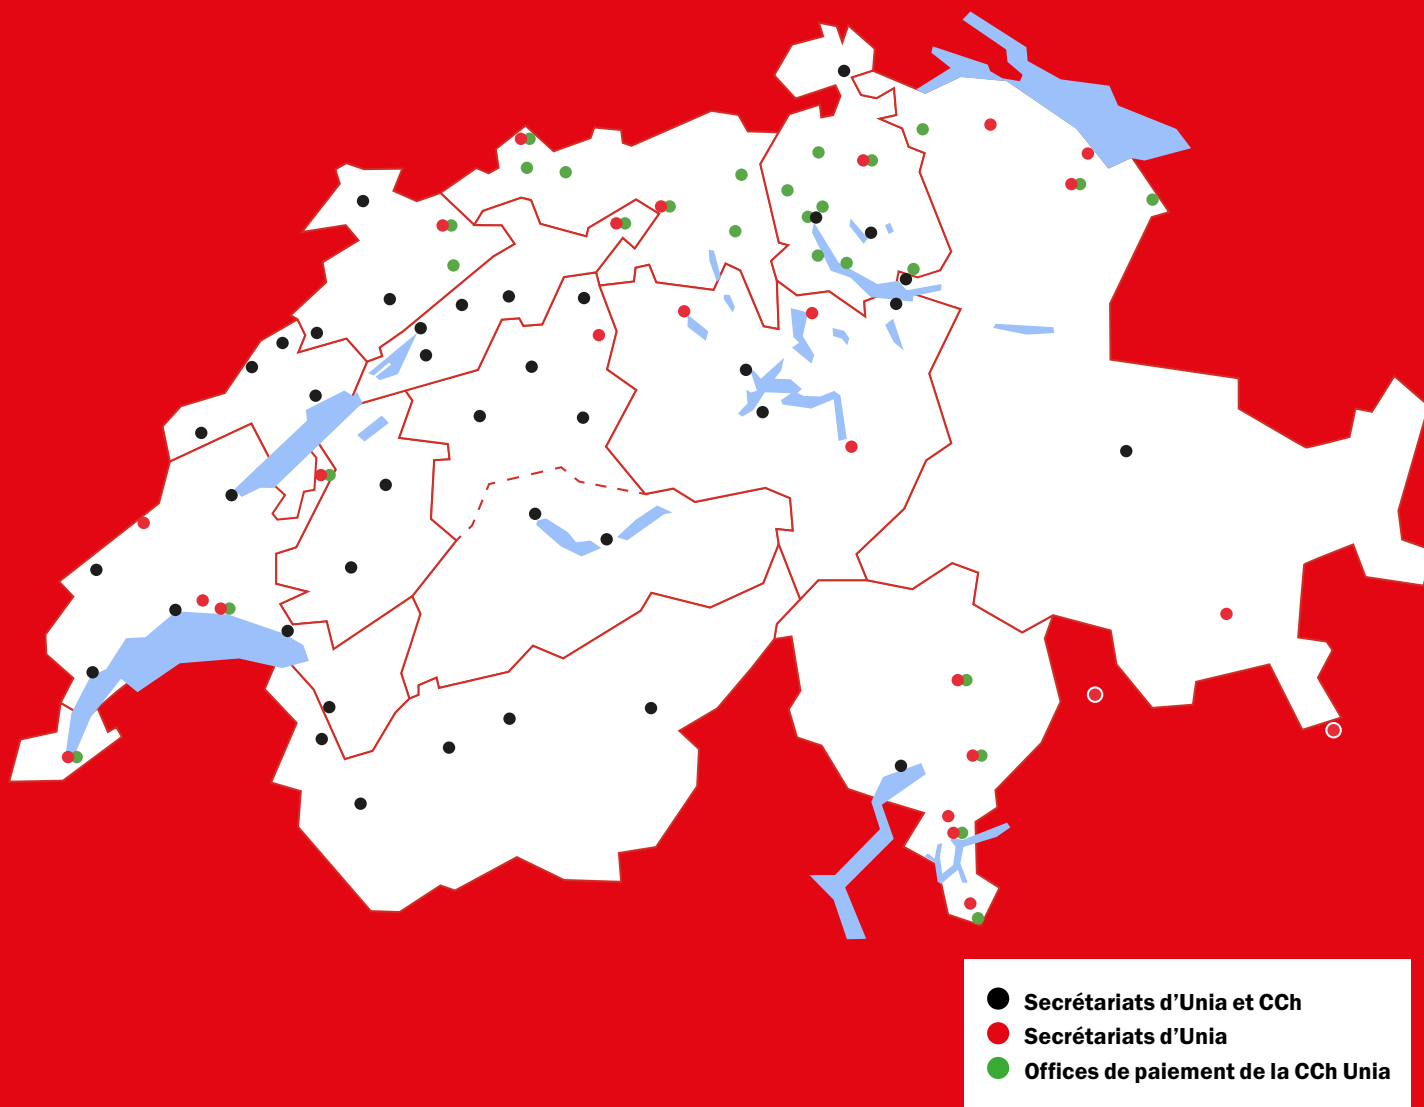 Secrétariats d’Unia et CCh
Secrétariats d’Unia
Offices de paiement de la CCh Unia